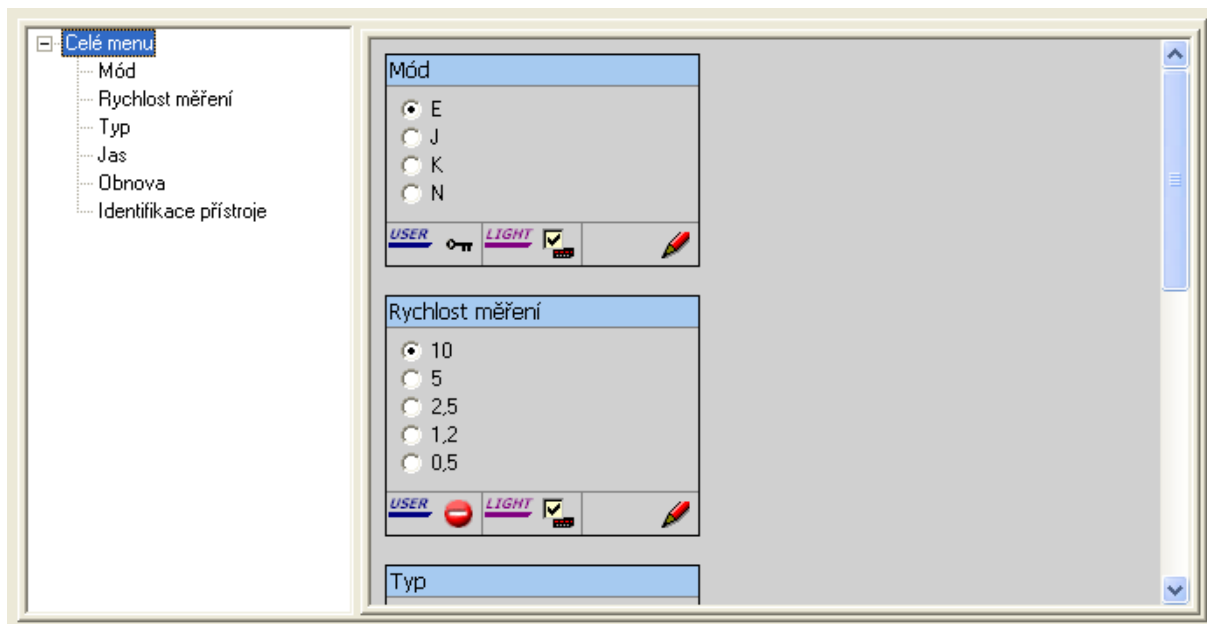 Celé menu
Mód
Rychlost měření
Typ
Jas
Obnova
Identifikace přístroje
Mód
E
J
K
N
USER LIGHT
Rychlost měření
10
5
2,5
1,2
0,5
USER LIGHT
Typ